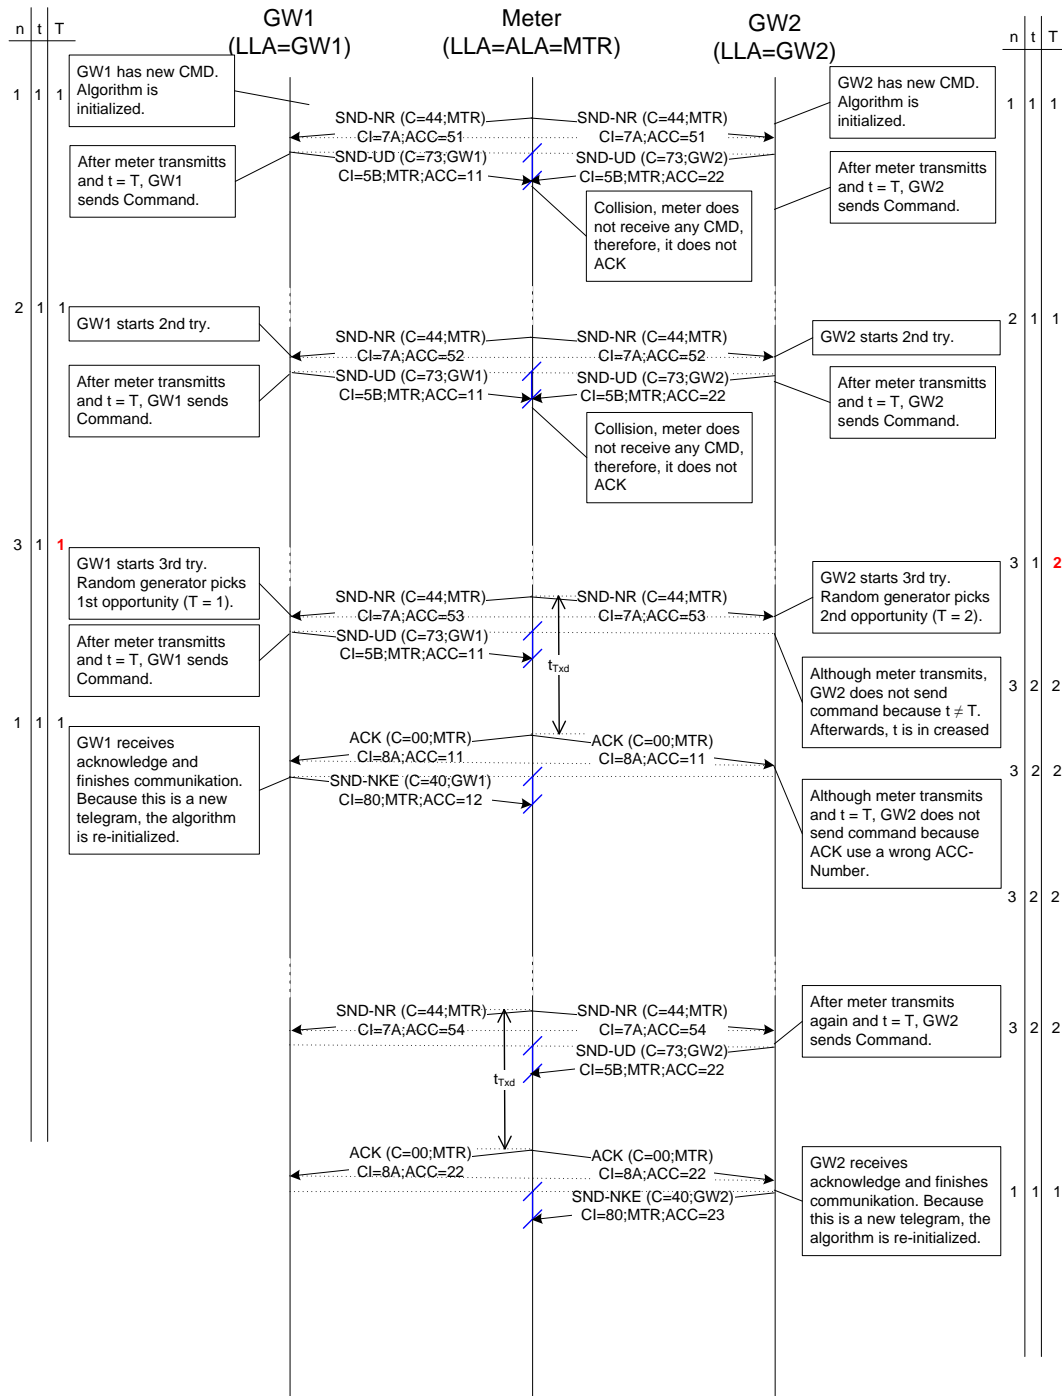 GW1
(LLA=GW1)
Meter
(LLA=ALA=MTR)
GW2
(LLA=GW2)
n t T
n t T
GW1 has new CMD.
Algorithm is
initialized.
1 1 1
GW2 has new CMD.
Algorithm is
initialized.
1 1 1
SND-NR (C=44;MTR)
CI=7A;ACC=51
SND-NR (C=44;MTR)
CI=7A;ACC=51
After meter transmitts
and t = T, GW1
sends Command.
SND-UD (C=73;GW1)
CI=5B;MTR;ACC=11
SND-UD (C=73;GW2)
CI=5B;MTR;ACC=22
After meter transmitts
and t = T, GW2
sends Command.
Collision, meter does
not receive any CMD,
therefore, it does not
ACK
2 1 1
GW1 starts 2nd try.
2 1 1
GW2 starts 2nd try.
SND-NR (C=44;MTR)
CI=7A;ACC=52
SND-NR (C=44;MTR)
CI=7A;ACC=52
After meter transmitts
and t = T, GW1 sends
Command.
SND-UD (C=73;GW1)
CI=5B;MTR;ACC=11
SND-UD (C=73;GW2)
CI=5B;MTR;ACC=22
After meter transmitts
and t = T, GW2
sends Command.
Collision, meter does
not receive any CMD,
therefore, it does not
ACK
3 1 1
GW1 starts 3rd try.
Random generator picks
1st opportunity (T = 1).
3 1 2
GW2 starts 3rd try.
Random generator picks
2nd opportunity (T = 2).
SND-NR (C=44;MTR)
CI=7A;ACC=53
SND-NR (C=44;MTR)
CI=7A;ACC=53
After meter transmitts
and t = T, GW1 sends
Command.
SND-UD (C=73;GW1)
CI=5B;MTR;ACC=11
tTxd
Although meter transmits,
GW2 does not send
command because t ≠ T.
Afterwards, t is in creased
3 2 2
1 1 1
GW1 receives
acknowledge and
finishes communikation.
Because this is a new
telegram, the algorithm
is re-initialized.
ACK (C=00;MTR)
CI=8A;ACC=11
ACK (C=00;MTR)
CI=8A;ACC=11
3 2 2
SND-NKE (C=40;GW1)
CI=80;MTR;ACC=12
Although meter transmits
and t = T, GW2 does not
send command because
ACK use a wrong ACC-
Number.
3 2 2
SND-NR (C=44;MTR)
CI=7A;ACC=54
SND-NR (C=44;MTR)
CI=7A;ACC=54
After meter transmits
again and t = T, GW2
sends Command.
3 2 2
SND-UD (C=73;GW2)
CI=5B;MTR;ACC=22
tTxd
ACK (C=00;MTR)
CI=8A;ACC=22
ACK (C=00;MTR)
CI=8A;ACC=22
SND-NKE (C=40;GW2)
CI=80;MTR;ACC=23
GW2 receives
acknowledge and finishes
communikation. Because
this is a new telegram, the
algorithm is re-initialized.
1 1 1